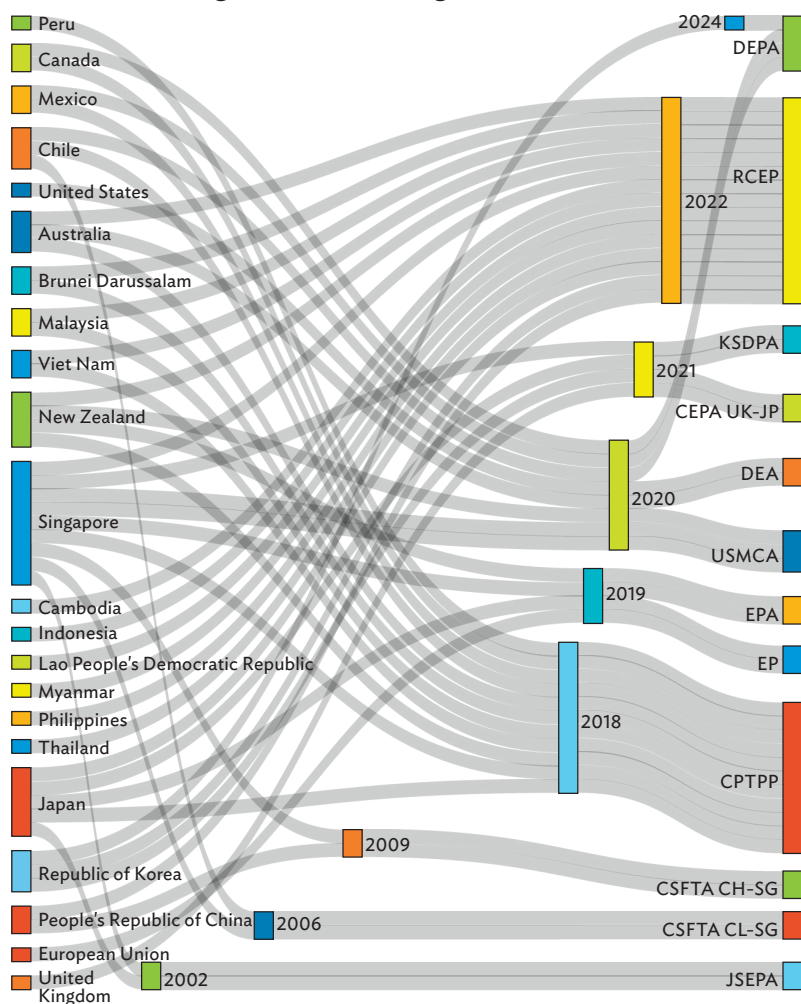 Peru
Canada
Mexico
Chile
United States
Australia
Brunei Darussalam
Malaysia
Viet Nam
New Zealand
Singapore
Cambodia
Indonesia
Lao People's Democratic Republic
Myanmar
Philippines
Thailand
Japan
Republic of Korea
People's Republic of China
European Union
United
Kingdom
2024
2022
2021
2020
2019
2018
2009
2006
2002
DEPA
RCEP
KSDPA
CEPA UK-JP
DEA
USMCA
EPA
EP
CPTPP
CSFTA CH-SG
CSFTA CL-SG
JSEPA